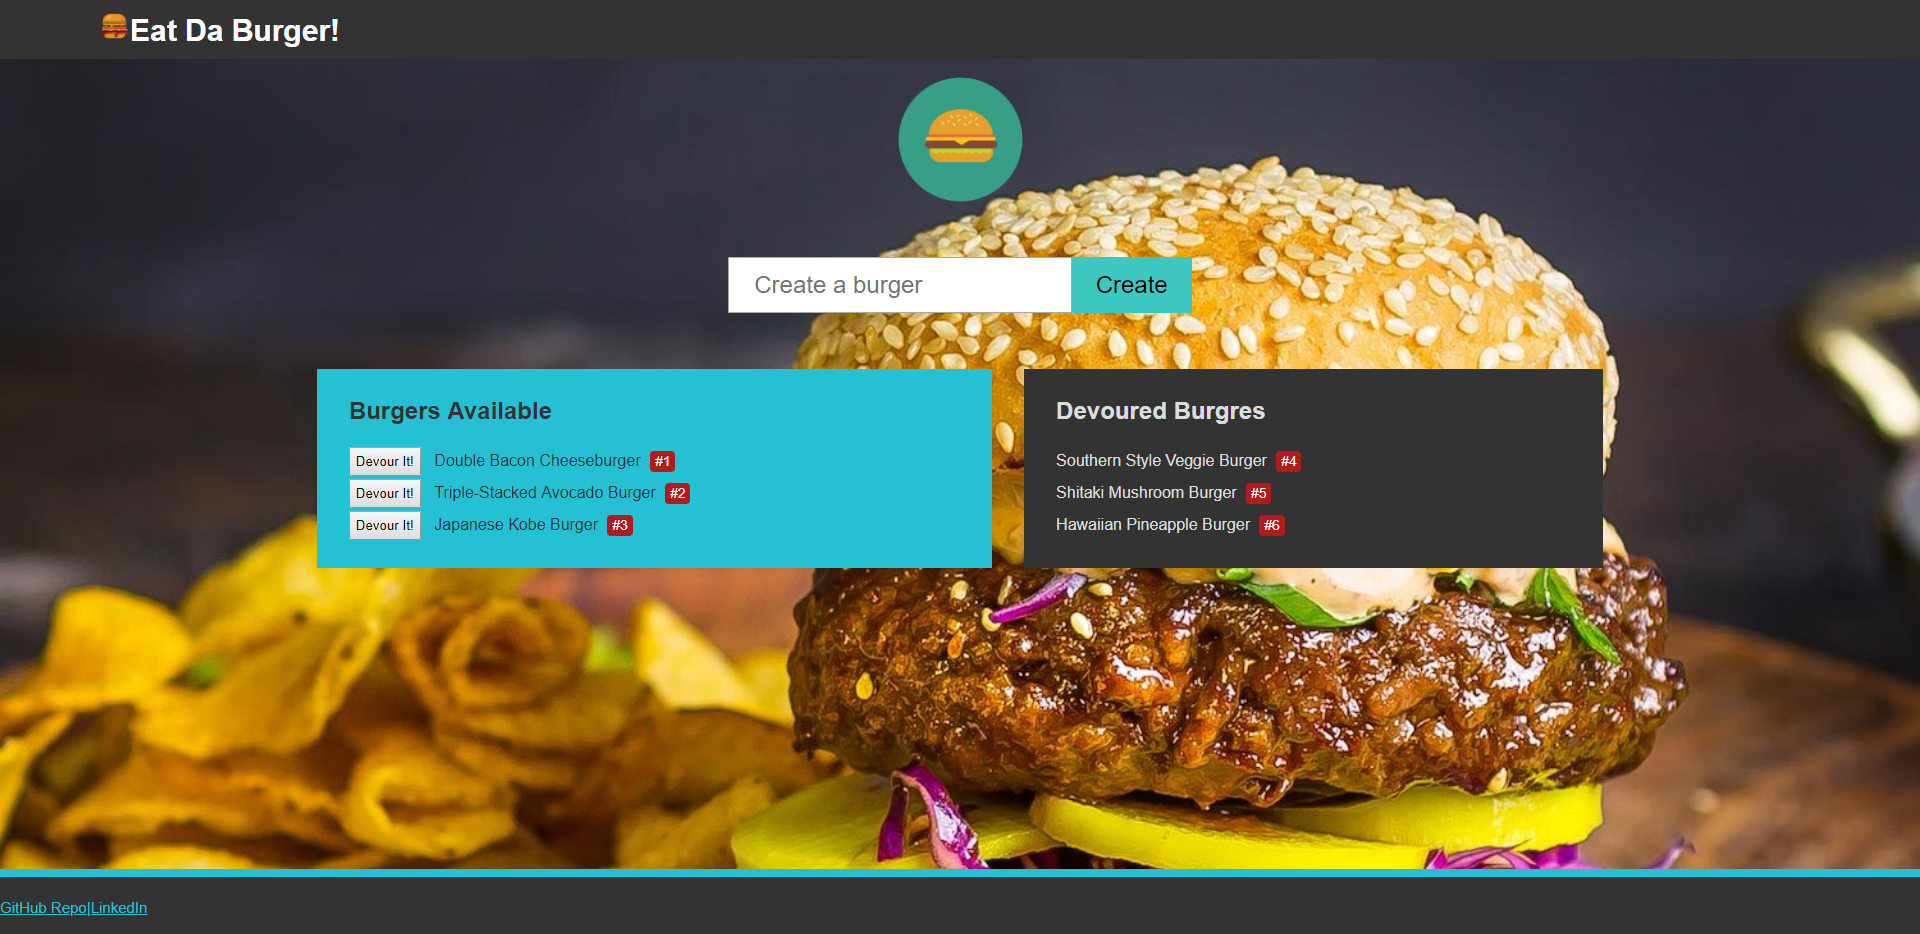 Eat Da Burger!
Create a burger
Create
Burgers Available
Devour It! Double Bacon Cheeseburger #1
Devour It! Triple-Stacked Avocado Burger #2
Devour It! Japanese Kobe Burger #3
Devoured Burgres
Southern Style Veggie Burger #4
Shitaki Mushroom Burger #5
Hawaiian Pineapple Burger #6
GitHub Repo|LinkedIn